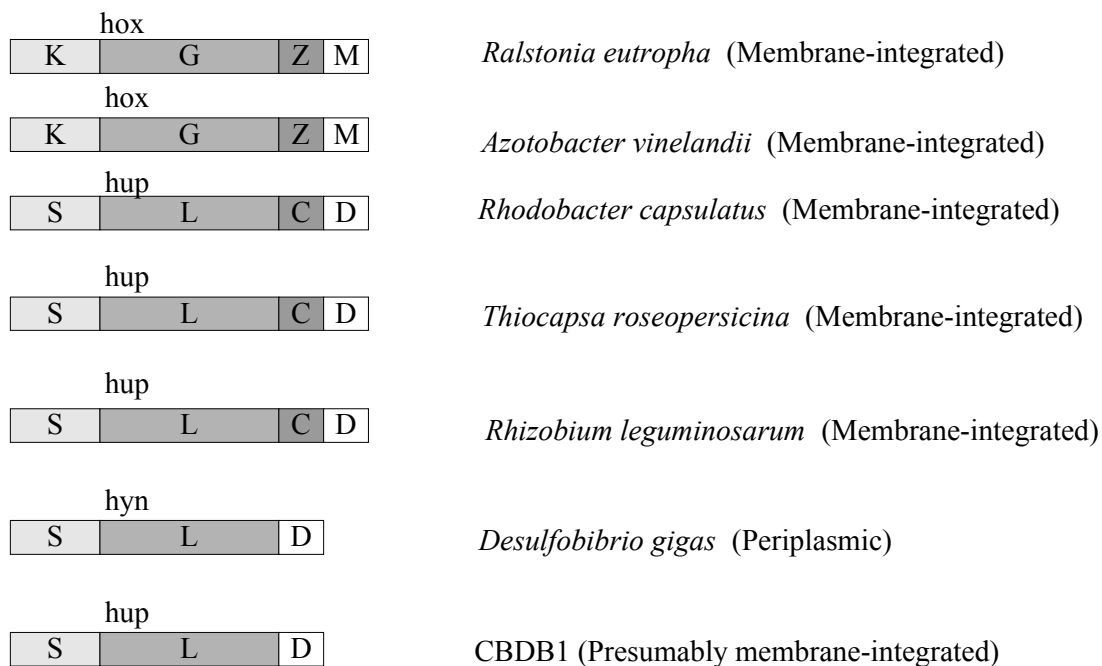 hox
K G Z M Ralstonia eutropha (Membrane-integrated)
hox
K G Z M Azotobacter vinelandii (Membrane-integrated)
hup
S L C D Rhodobacter capsulatus (Membrane-integrated)
hup
S L C D Thiocapsa roseopersicina (Membrane-integrated)
hup
S L C D Rhizobium leguminosarum (Membrane-integrated)
hyn
S L D Desulfobibrio gigas (Periplasmic)
hup
S L D CBDB1 (Presumably membrane-integrated)